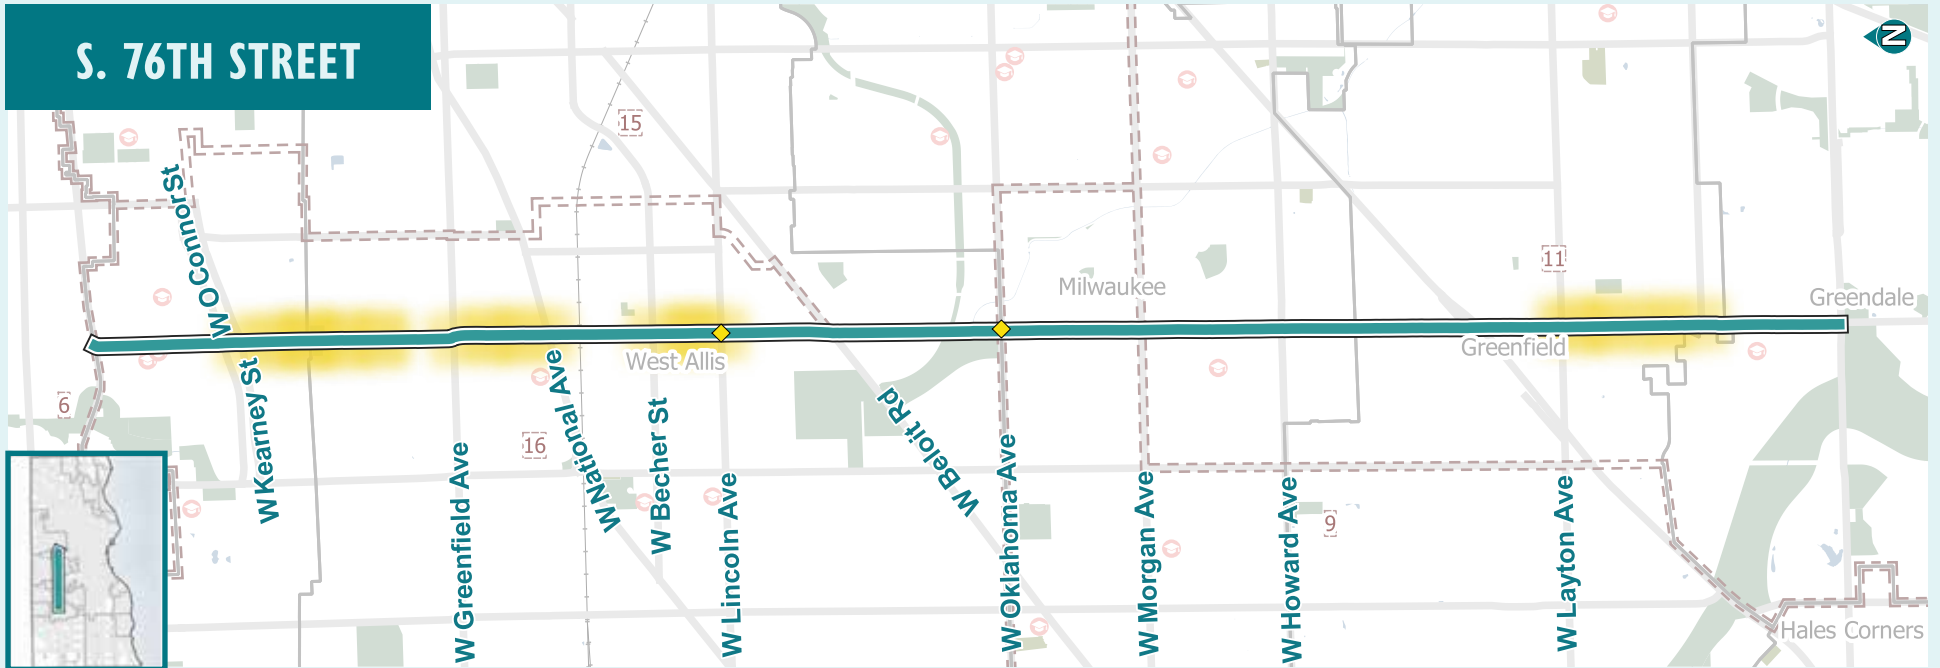 S. 76TH STREET
N
15
W O'Connor St
11
Milwaukee
Greendale
Greenfield
West Allis
6
16
9
W Kearney St
W Greenfield Ave
W National Ave
W Becher St
W Lincoln Ave
W Beloit Rd
W Oklahoma Ave
W Morgan Ave
W Howard Ave
W Layton Ave
Hales Corners